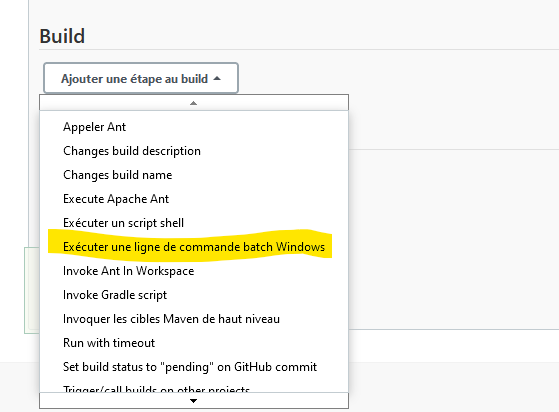 Build
Ajouter une étape au build
Appeler Ant
Changes build description
Changes build name
Execute Apache Ant
Exécuter un script shell
Exécuter une ligne de commande batch Windows
Invoke Ant In Workspace
Invoke Gradle script
Invoquer les cibles Maven de haut niveau
Run with timeout
Set build status to "pending" on GitHub commit
Trigger/call builds on other projects